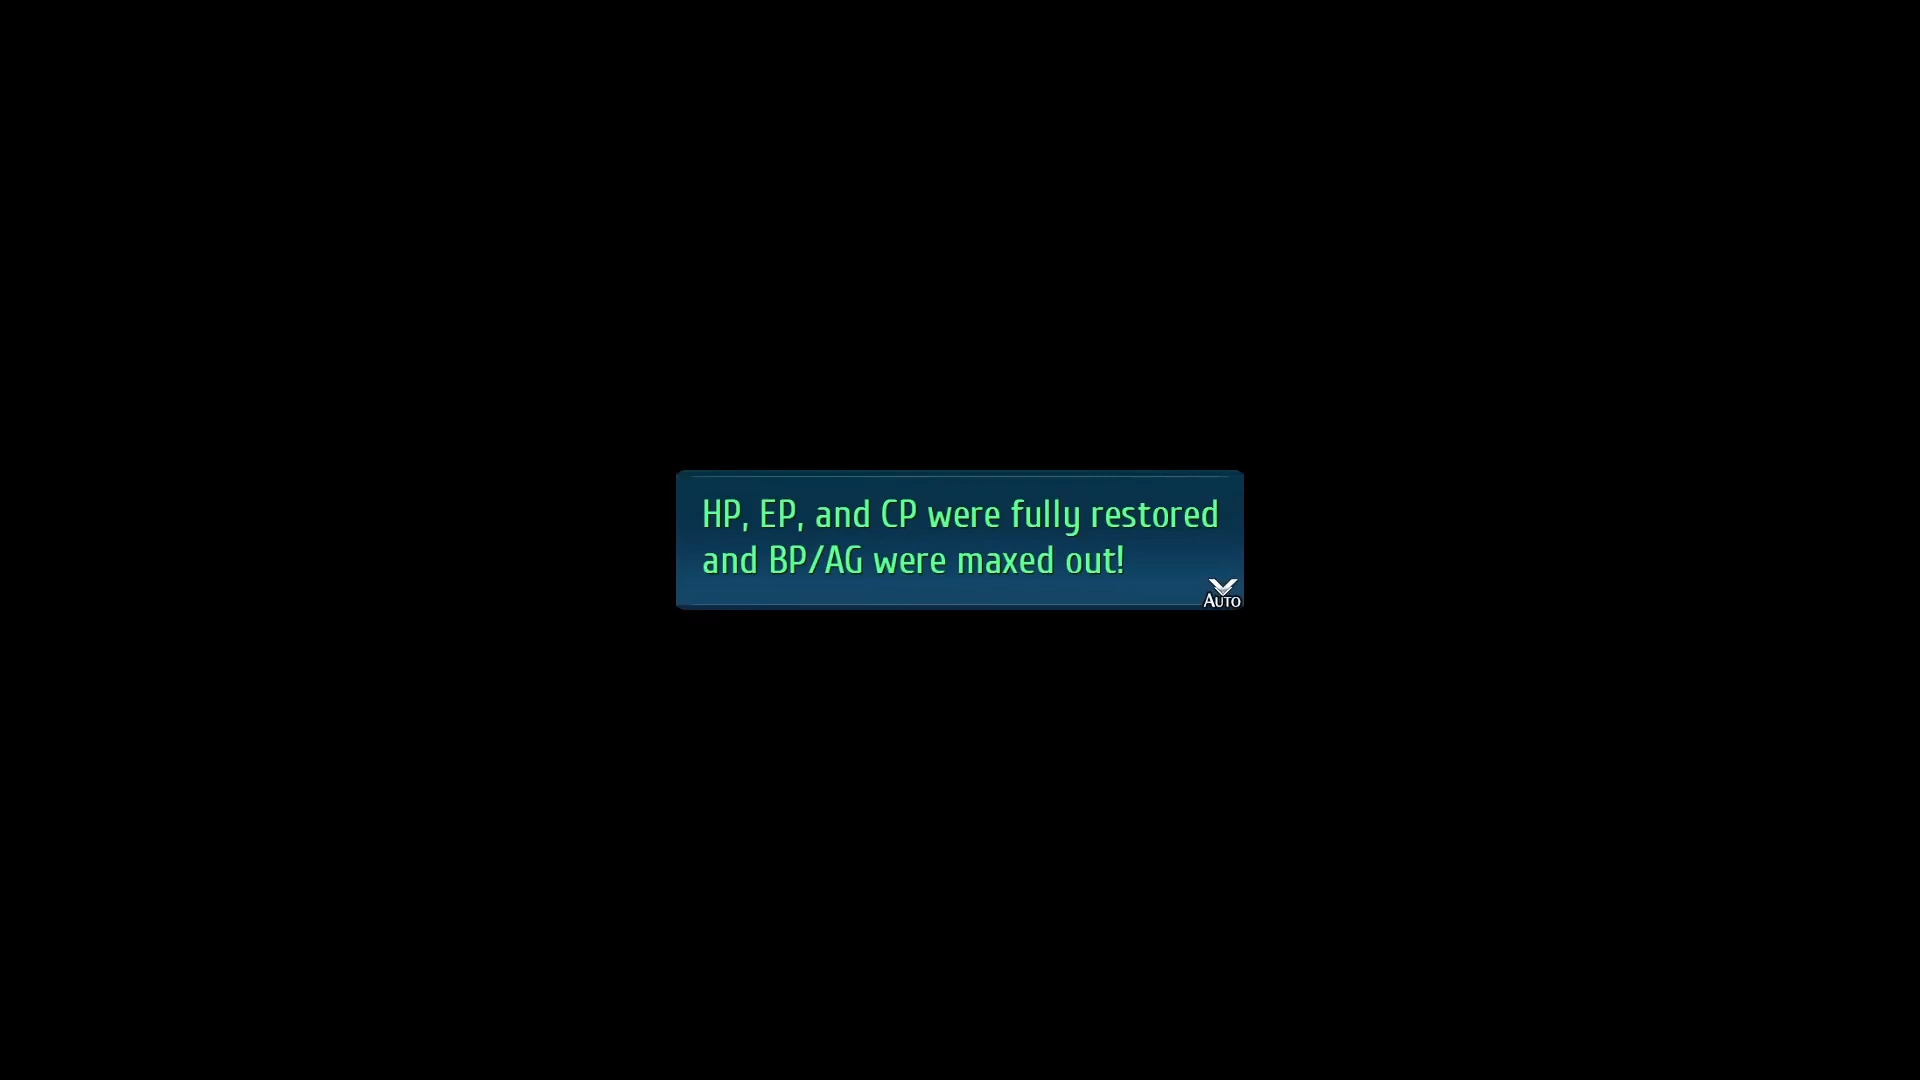 HP, EP, and CP were fully restored
and BP/AG were maxed out!
AUTO